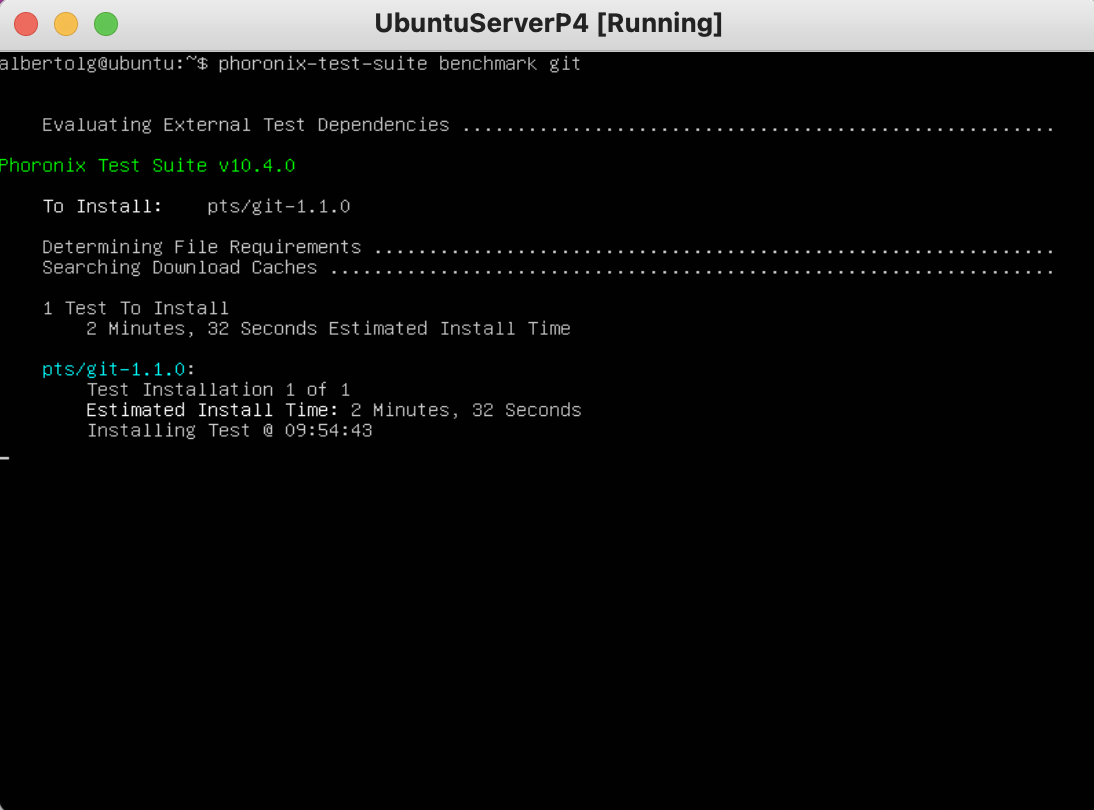 UbuntuServerP4 [Running]
albertolg@ubuntu:~$ phoronix-test-suite benchmark git
Evaluating External Test Dependencies ......................................................
Phoronix Test Suite v10.4.0
To Install: pts/git-1.1.0
Determining File Requirements ..............................................................
Searching Download Caches ..................................................................
1 Test To Install
2 Minutes, 32 Seconds Estimated Install Time
pts/git-1.1.0:
Test Installation 1 of 1
Estimated Install Time: 2 Minutes, 32 Seconds
Installing Test @ 09:54:43